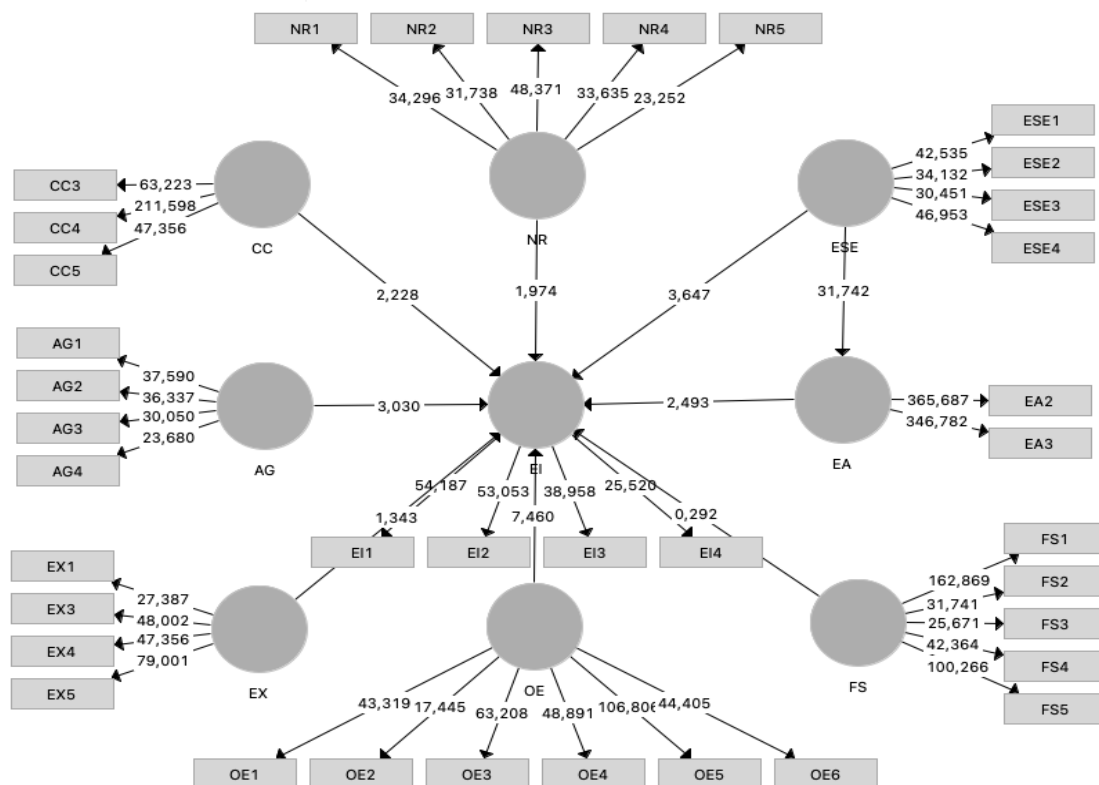 NR1 NR2 NR3 NR4 NR5
34,296 31,738 48,371 33,635 23,252
ESE1
ESE2
ESE3
ESE4
42,535
34,132
30,451
46,953
CC3
CC4
CC5
63,223
211,598
47,356
CC
NR
ESE
2,228
1,974
3,647
31,742
AG1
AG2
AG3
AG4
37,590
36,337
30,050
23,680
AG
3,030
2,493
EI
EA
365,687
346,782
EA2
EA3
54,187 53,053 38,958 25,520
1,343 7,460 0,292
EI1 EI2 EI3 EI4
EX1
EX3
EX4
EX5
27,387
48,002
47,356
79,001
EX
OE
FS
162,869
31,741
25,671
42,364
100,266
FS1
FS2
FS3
FS4
FS5
43,319 17,445 63,208 48,891 106,806 44,405
OE1 OE2 OE3 OE4 OE5 OE6